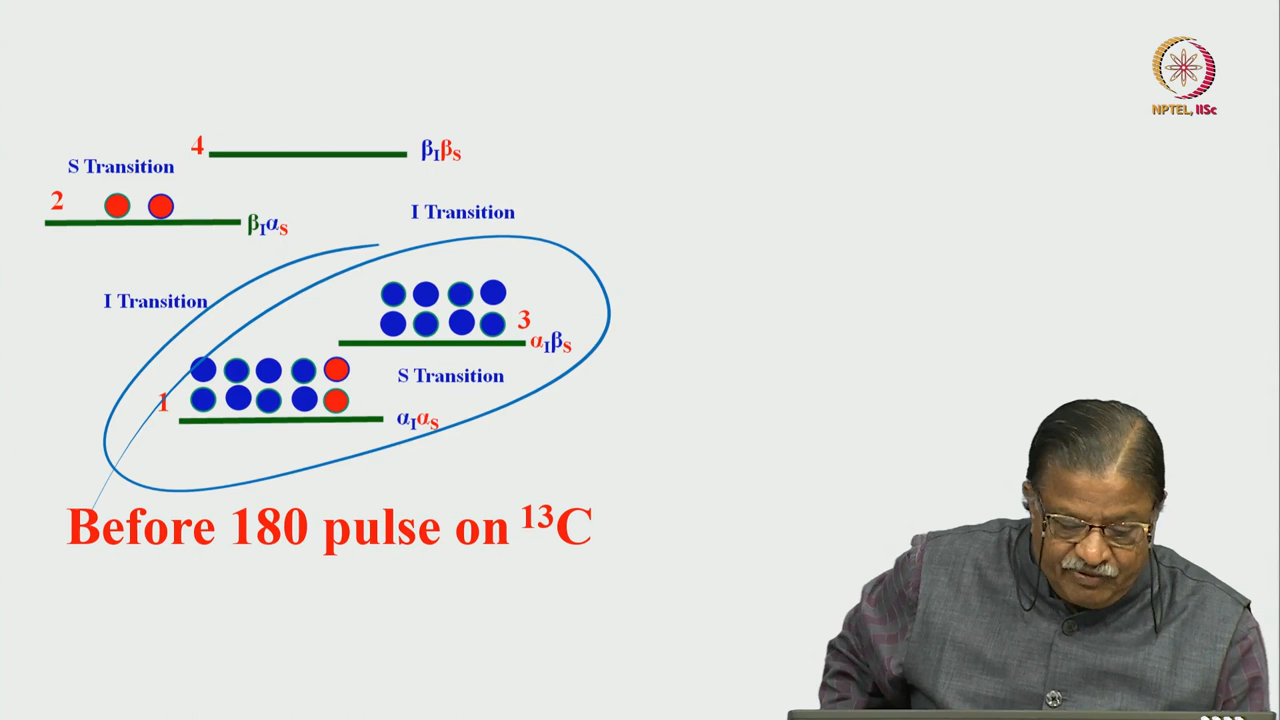 NPTEL, IISc
4
βIβS
S Transition
2
βIαS
I Transition
I Transition
3
αIβS
S Transition
1
αIαS
Before 180 pulse on 13C